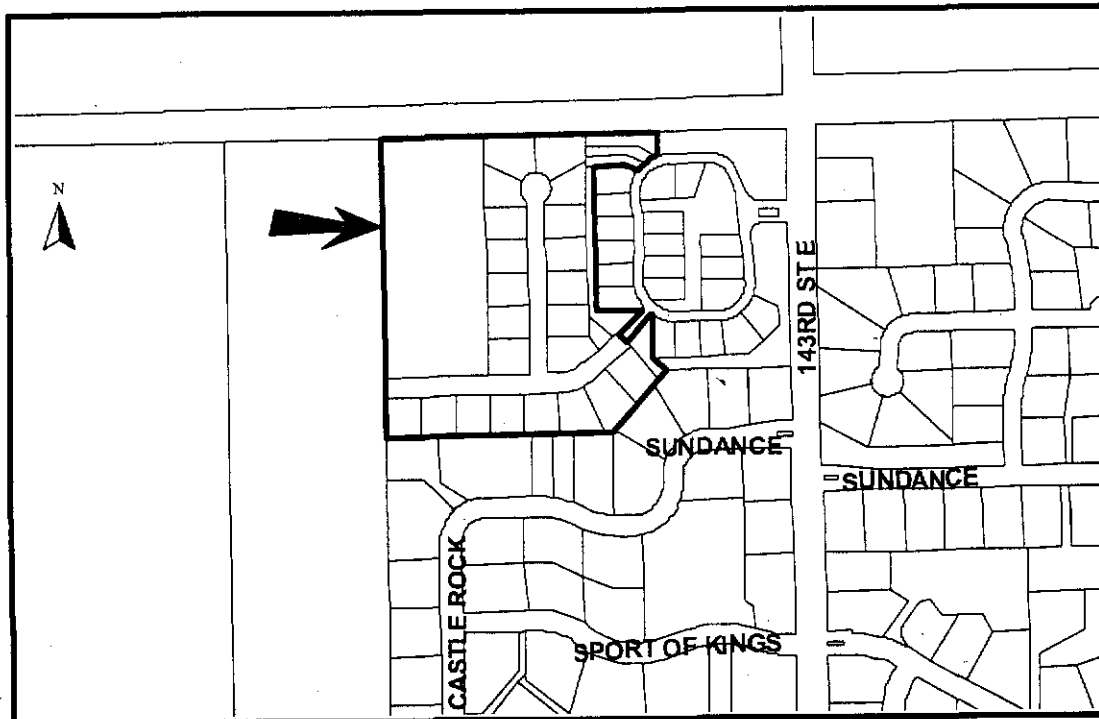 N
143RD ST E
SUNDANCE
SUNDANCE
CASTLE ROCK
SPORT OF KINGS